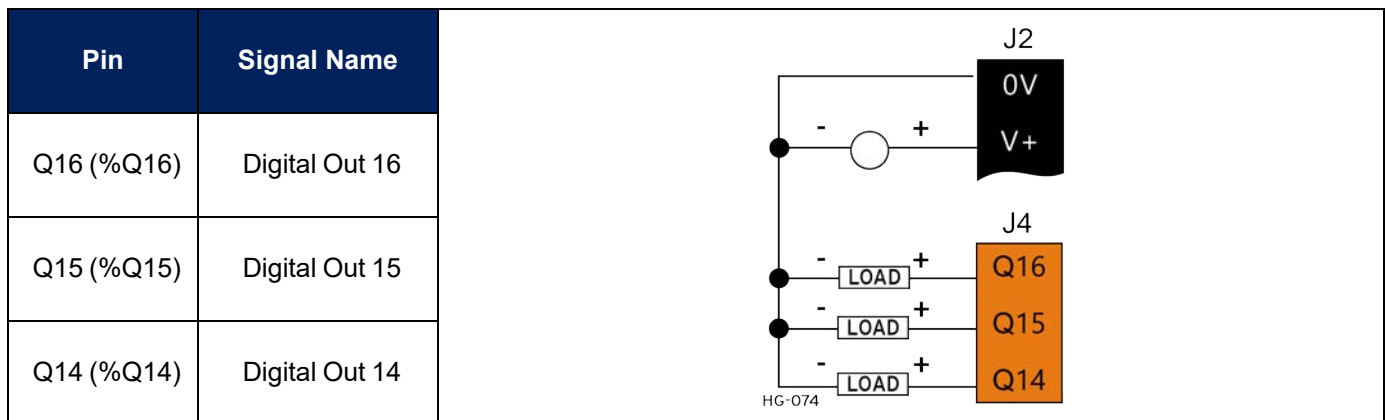 Pin Signal Name
Q16 (%Q16) Digital Out 16
Q15 (%Q15) Digital Out 15
Q14 (%Q14) Digital Out 14
J2
0V
- + V+
J4
- LOAD + Q16
- LOAD + Q15
- LOAD + Q14
HG-074